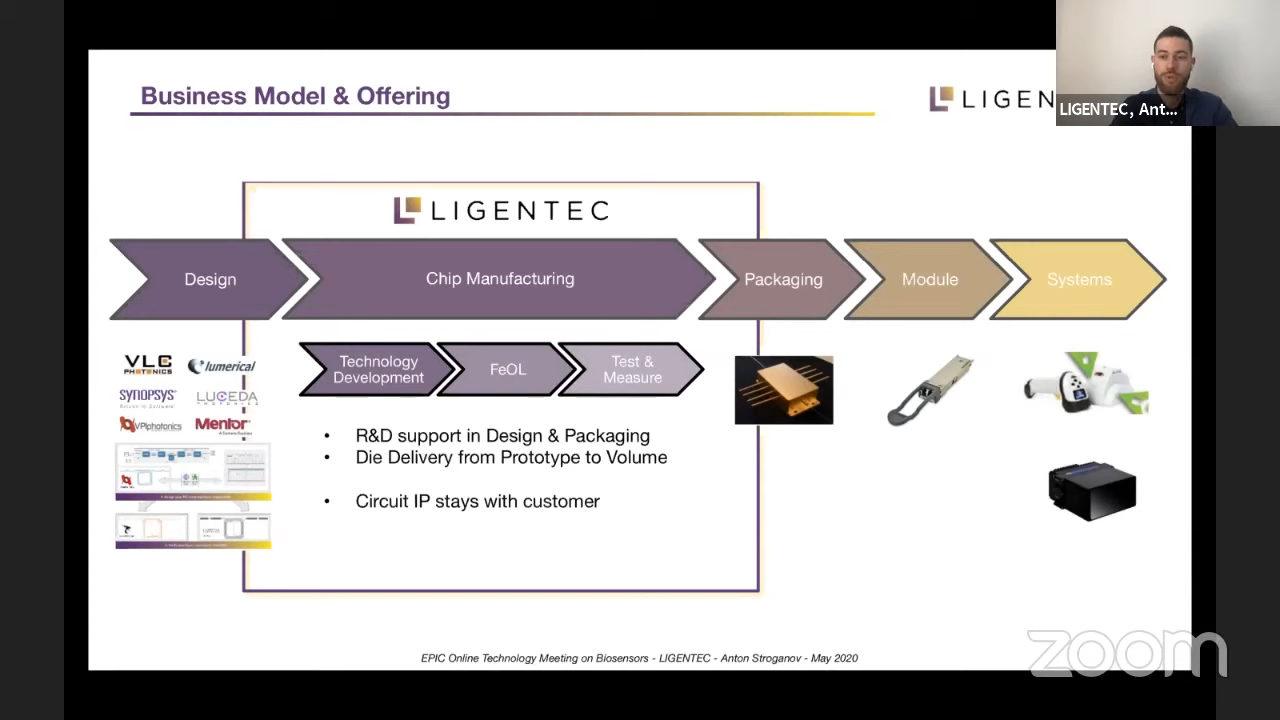 Business Model & Offering
LIGEN
LIGENTEC, Ant...
LIGENTEC
Design
Chip Manufacturing
Packaging
Module
Systems
Technology
Development
FeOL
Test &
Measure
VLC
PHOTONICS
lumerical
SYNOPSYS
LUCEDA
PHOTONICS
VPIphotonics
Mentor
• R&D support in Design & Packaging
• Die Delivery from Prototype to Volume
• Circuit IP stays with customer
EPIC Online Technology Meeting on Biosensors - LIGENTEC - Anton Stroganov - May 2020
zoom